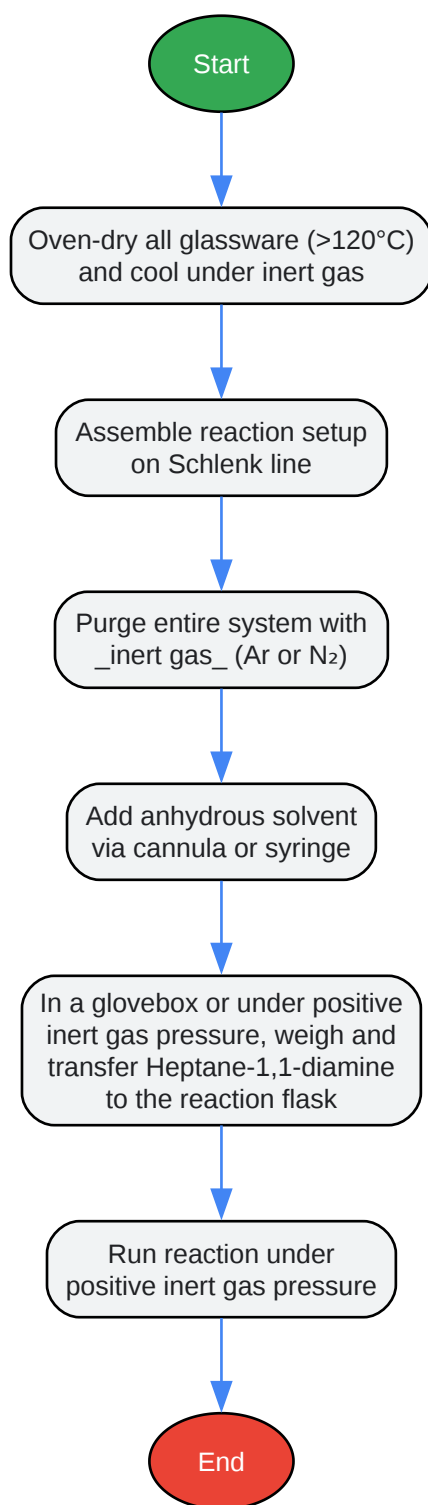 Start
Oven-dry all glassware (>120°C)
and cool under inert gas
Assemble reaction setup
on Schlenk line
Purge entire system with
_inert gas_ (Ar or N₂)
Add anhydrous solvent
via cannula or syringe
In a glovebox or under positive
inert gas pressure, weigh and
transfer Heptane-1,1-diamine
to the reaction flask
Run reaction under
positive inert gas pressure
End